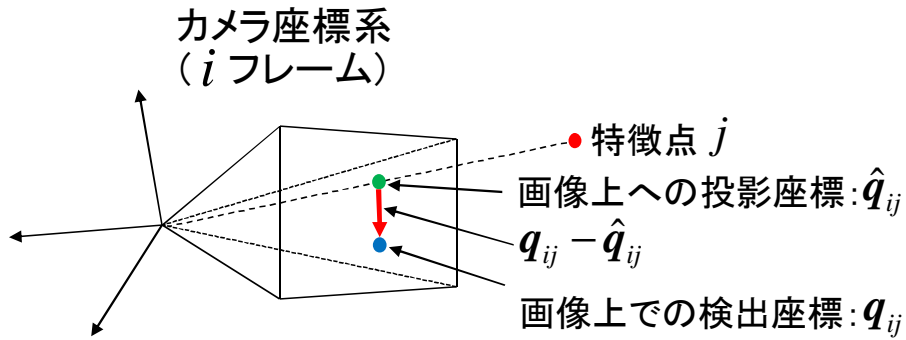 カメラ座標系
(i フレーム)
特徴点 j
画像上への投影座標:q̂ij
qij − q̂ij
画像上での検出座標:qij